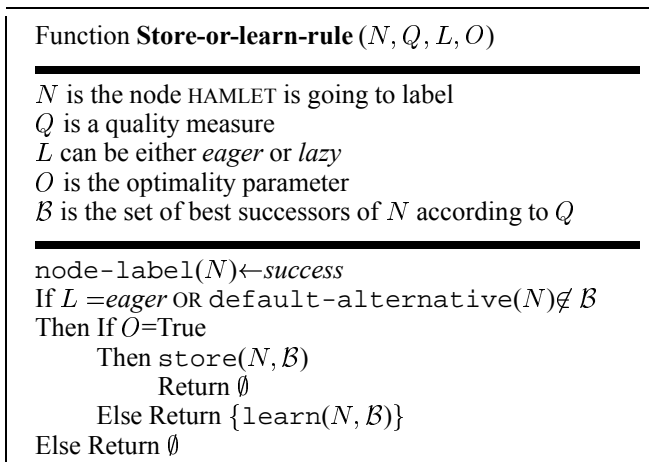 Function Store-or-learn-rule (N, Q, L, O)
N is the node HAMLET is going to label
Q is a quality measure
L can be either eager or lazy
O is the optimality parameter
ℬ is the set of best successors of N according to Q
node-label(N)←success
If L =eager OR default-alternative(N)∉ ℬ
Then If O=True
Then store(N, ℬ)
Return ∅
Else Return {learn(N, ℬ)}
Else Return ∅